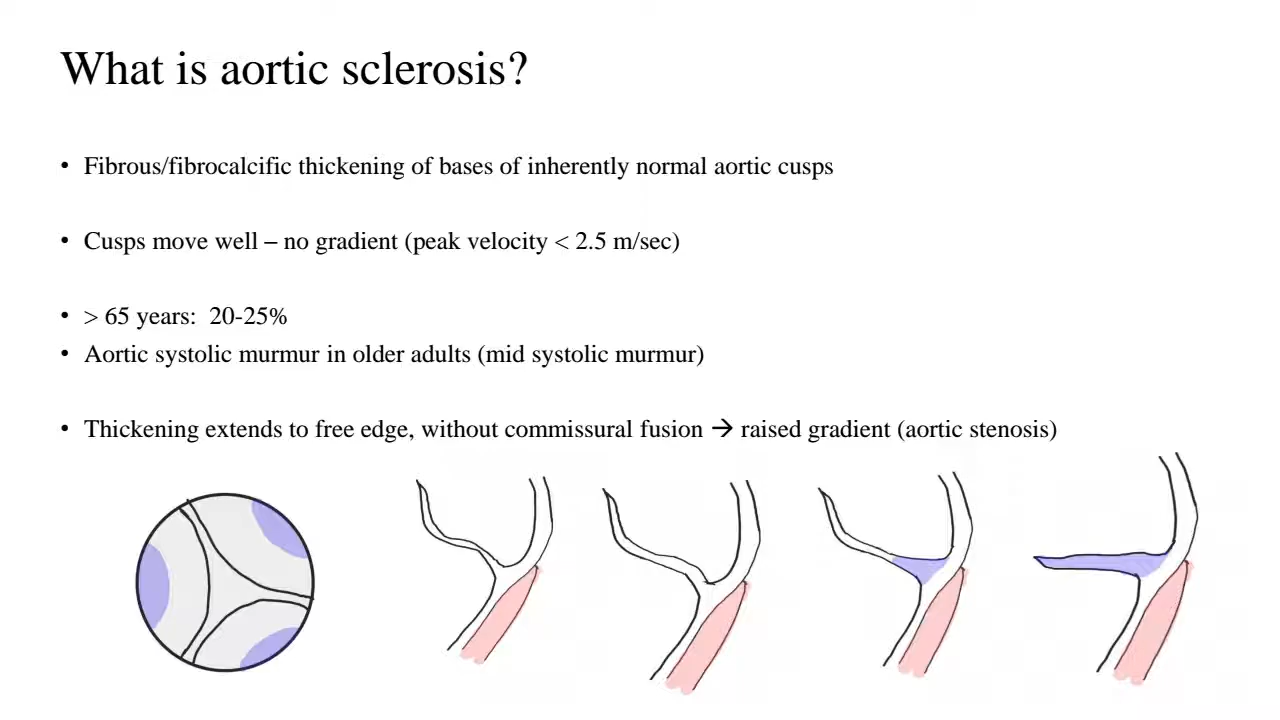 What is aortic sclerosis?
• Fibrous/fibrocalcific thickening of bases of inherently normal aortic cusps
• Cusps move well – no gradient (peak velocity < 2.5 m/sec)
• > 65 years:  20-25%
• Aortic systolic murmur in older adults (mid systolic murmur)
• Thickening extends to free edge, without commissural fusion → raised gradient (aortic stenosis)